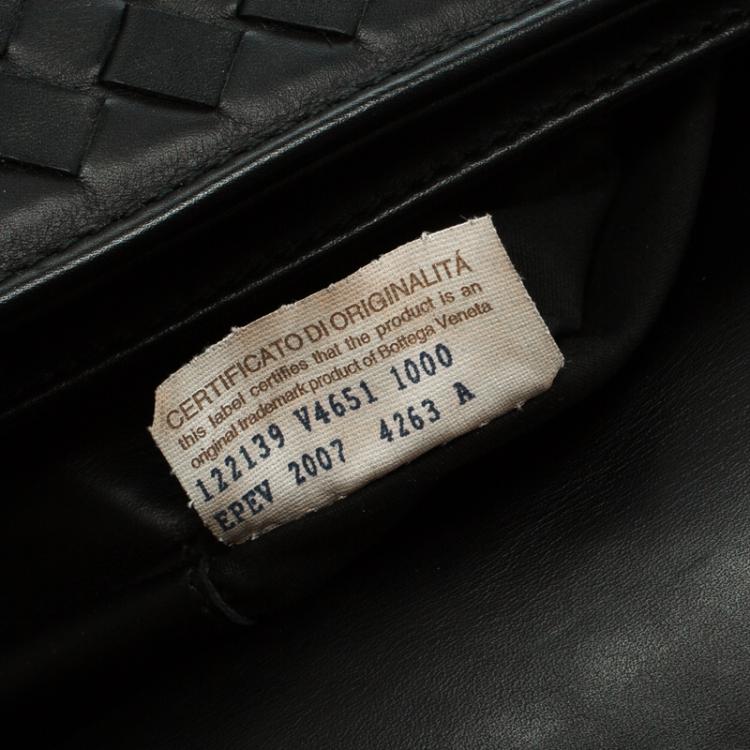 CERTIFICATO DI ORIGINALITÁ
this label certifies that the product is an
original trademark product of Bottega Veneta
122139 V4651 1000
EPEV 2007 4263 A